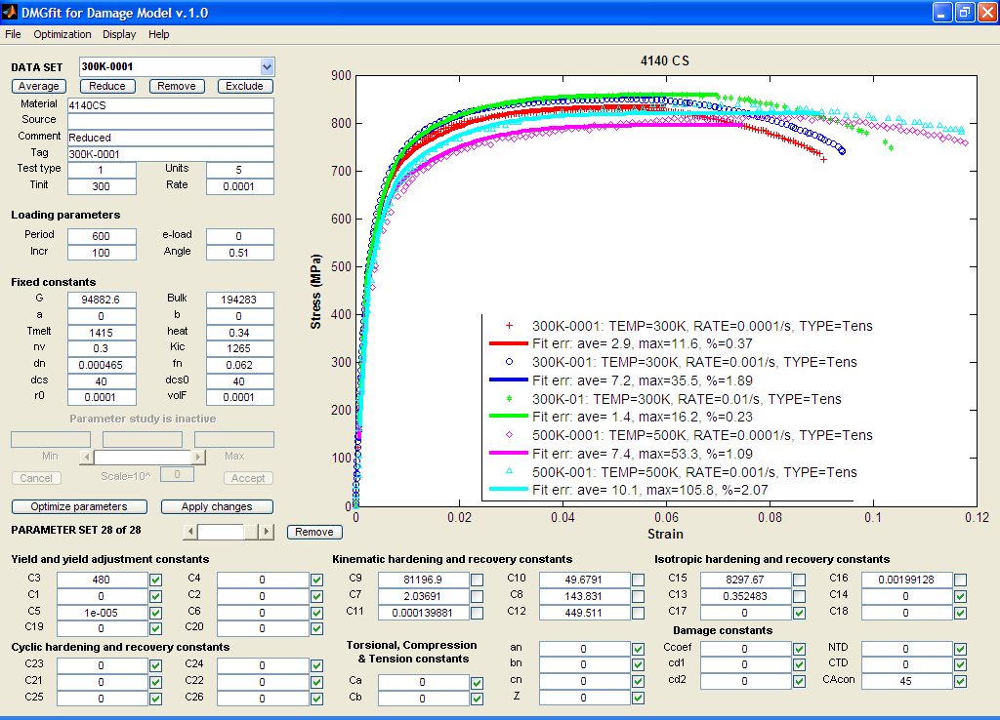 DMGfit for Damage Model v.1.0
File Optimization Display Help
DATA SET 300K-0001
Average Reduce Remove Exclude
Material 4140CS
Source
Comment Reduced
Tag 300K-0001
Test type 1 Units 5
Tinit 300 Rate 0.0001
Loading parameters
Period 600 e-load 0
Incr 100 Angle 0.51
Fixed constants
G 94882.6 Bulk 194283
a 0 b 0
Tmelt 1415 heat 0.34
nv 0.3 Kic 1265
dn 0.000465 fn 0.062
dcs 40 dcs0 40
r0 0.0001 volF 0.0001
Parameter study is inactive
Min Max
Cancel Scale=10^ 0 Accept
Optimize parameters Apply changes
PARAMETER SET 28 of 28 Remove
4140 CS
900
800
700
600
500
400
300
200
100
0
Stress (MPa)
0 0.02 0.04 0.06 0.08 0.1 0.12
Strain
300K-0001: TEMP=300K, RATE=0.0001/s, TYPE=Tens
Fit err: ave= 2.9, max=11.6, %=0.37
300K-001: TEMP=300K, RATE=0.001/s, TYPE=Tens
Fit err: ave= 7.2, max=35.5, %=1.89
300K-01: TEMP=300K, RATE=0.01/s, TYPE=Tens
Fit err: ave= 1.4, max=16.2, %=0.23
500K-0001: TEMP=500K, RATE=0.0001/s, TYPE=Tens
Fit err: ave= 7.4, max=53.3, %=1.09
500K-001: TEMP=500K, RATE=0.001/s, TYPE=Tens
Fit err: ave= 10.1, max=105.8, %=2.07
Yield and yield adjustment constants
C3 480 C4 0
C1 0 C2 0
C5 1e-005 C6 0
C19 0 C20 0
Cyclic hardening and recovery constants
C23 0 C24 0
C21 0 C22 0
C25 0 C26 0
Kinematic hardening and recovery constants
C9 81196.9 C10 49.6791
C7 2.03691 C8 143.831
C11 0.000139881 C12 449.511
Torsional, Compression
& Tension constants
Ca 0
Cb 0
an 0
bn 0
cn 0
Z 0
Isotropic hardening and recovery constants
C15 8297.67 C16 0.00199128
C13 0.352483 C14 0
C17 0 C18 0
Damage constants
Ccoef 0 NTD 0
cd1 0 CTD 0
cd2 0 CAcon 45